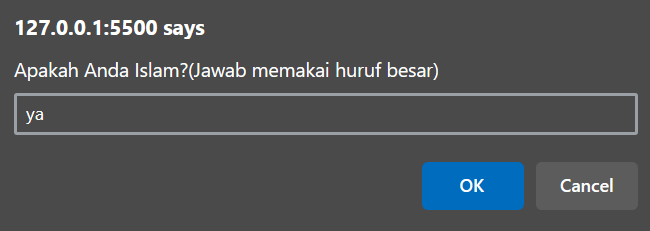 127.0.0.1:5500 says
Apakah Anda Islam?(Jawab memakai huruf besar)
ya
OK
Cancel